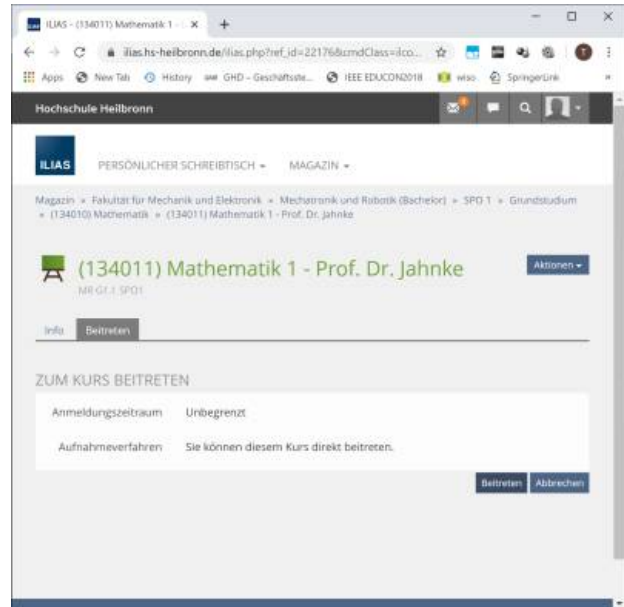 ILIAS - (134011) Mathematik 1 -
ilias.hs-heilbronn.de/ilias.php?ref_id=22176&cmdClass=ilco...
Apps New Tab History GHD - Geschäftsste... IEEE EDUCON2018 wiso SpringerLink
Hochschule Heilbronn
ILIAS PERSÖNLICHER SCHREIBTISCH MAGAZIN
Magazin » Fakultät für Mechanik und Elektronik » Mechatronik und Robotik (Bachelor) » SPO 1 » Grundstudium
» (134010) Mathematik » (134011) Mathematik 1 - Prof. Dr. Jahnke
(134011) Mathematik 1 - Prof. Dr. Jahnke Aktionen
SPO1
Info Beitreten
ZUM KURS BEITRETEN
Anmeldungszeitraum Unbegrenzt
Aufnahmeverfahren Sie können diesem Kurs direkt beitreten.
Beitreten Abbrechen